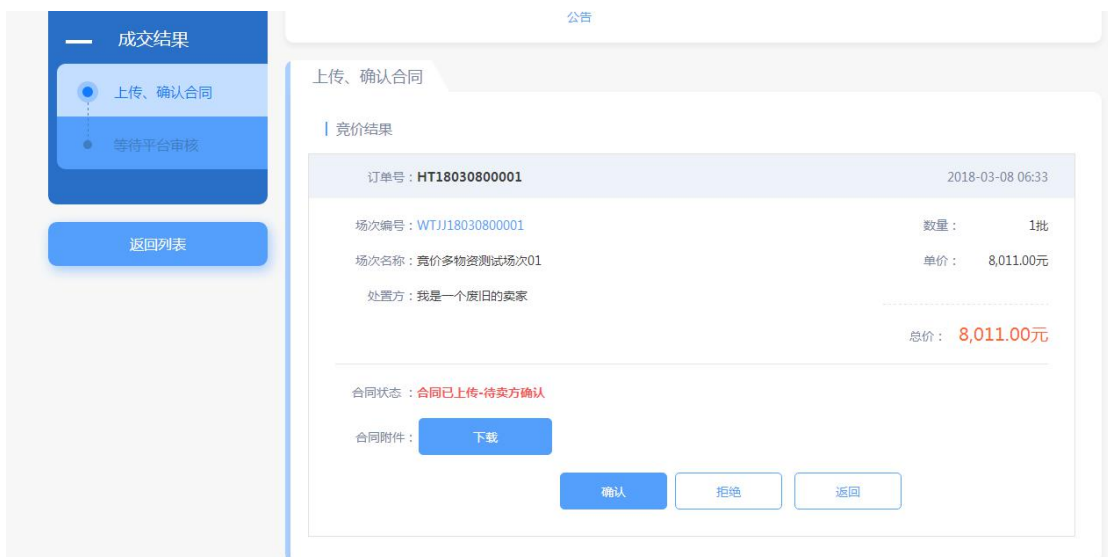 公告
成交结果
上传、确认合同
等待平台审核
返回列表
上传、确认合同
竞价结果
订单号：HT18030800001 2018-03-08 06:33
场次编号：WTJJ18030800001 数量： 1批
场次名称：竞价多物资测试场次01 单价： 8,011.00元
处置方：我是一个废旧的卖家
总价： 8,011.00元
合同状态 ：合同已上传-待卖方确认
合同附件： 下载
确认 拒绝 返回